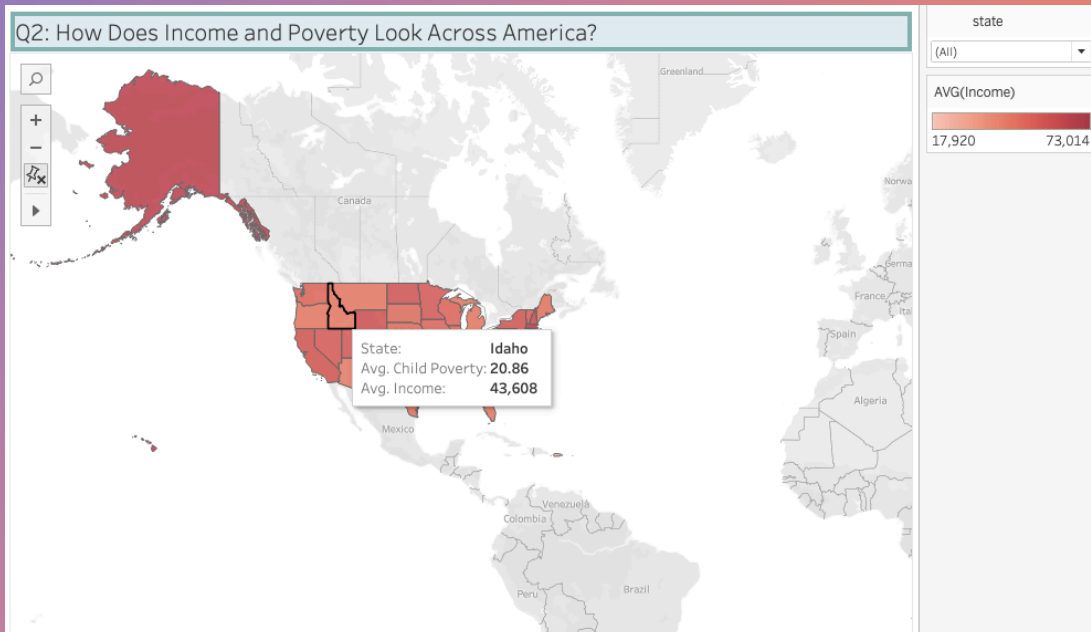 Q2: How Does Income and Poverty Look Across America?
state
(All)
AVG(Income)
17,920 73,014
Greenland
Canada
Norwa
Germa
France
Ita
Spain
State: Idaho
Avg. Child Poverty: 20.86
Avg. Income: 43,608
Algeria
Mexico
Venezuela
Colombia
Brazil
Peru